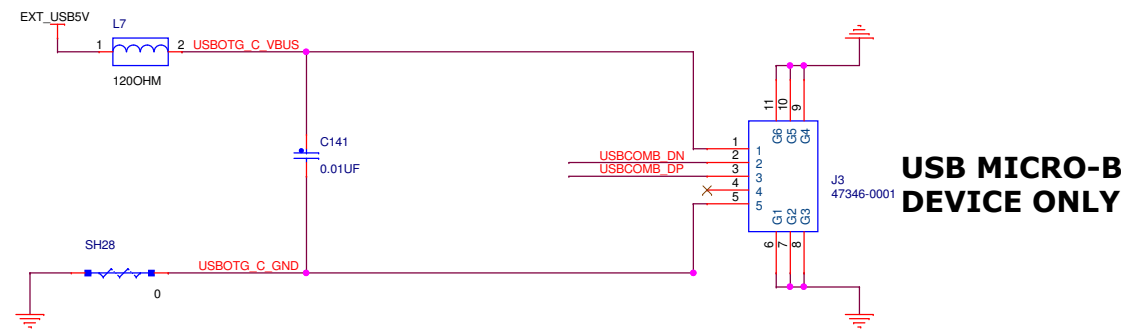 EXT_USB5V
L7
1
2
USBOTG_C_VBUS
120OHM
C141
0.01UF
SH28
0
USBOTG_C_GND
USBCOMB_DN
USBCOMB_DP
11
10
9
G6
G5
G4
1
2
3
4
5
1
2
3
4
5
G1
G2
G3
6
7
8
J3
47346-0001
USB MICRO-B
DEVICE ONLY